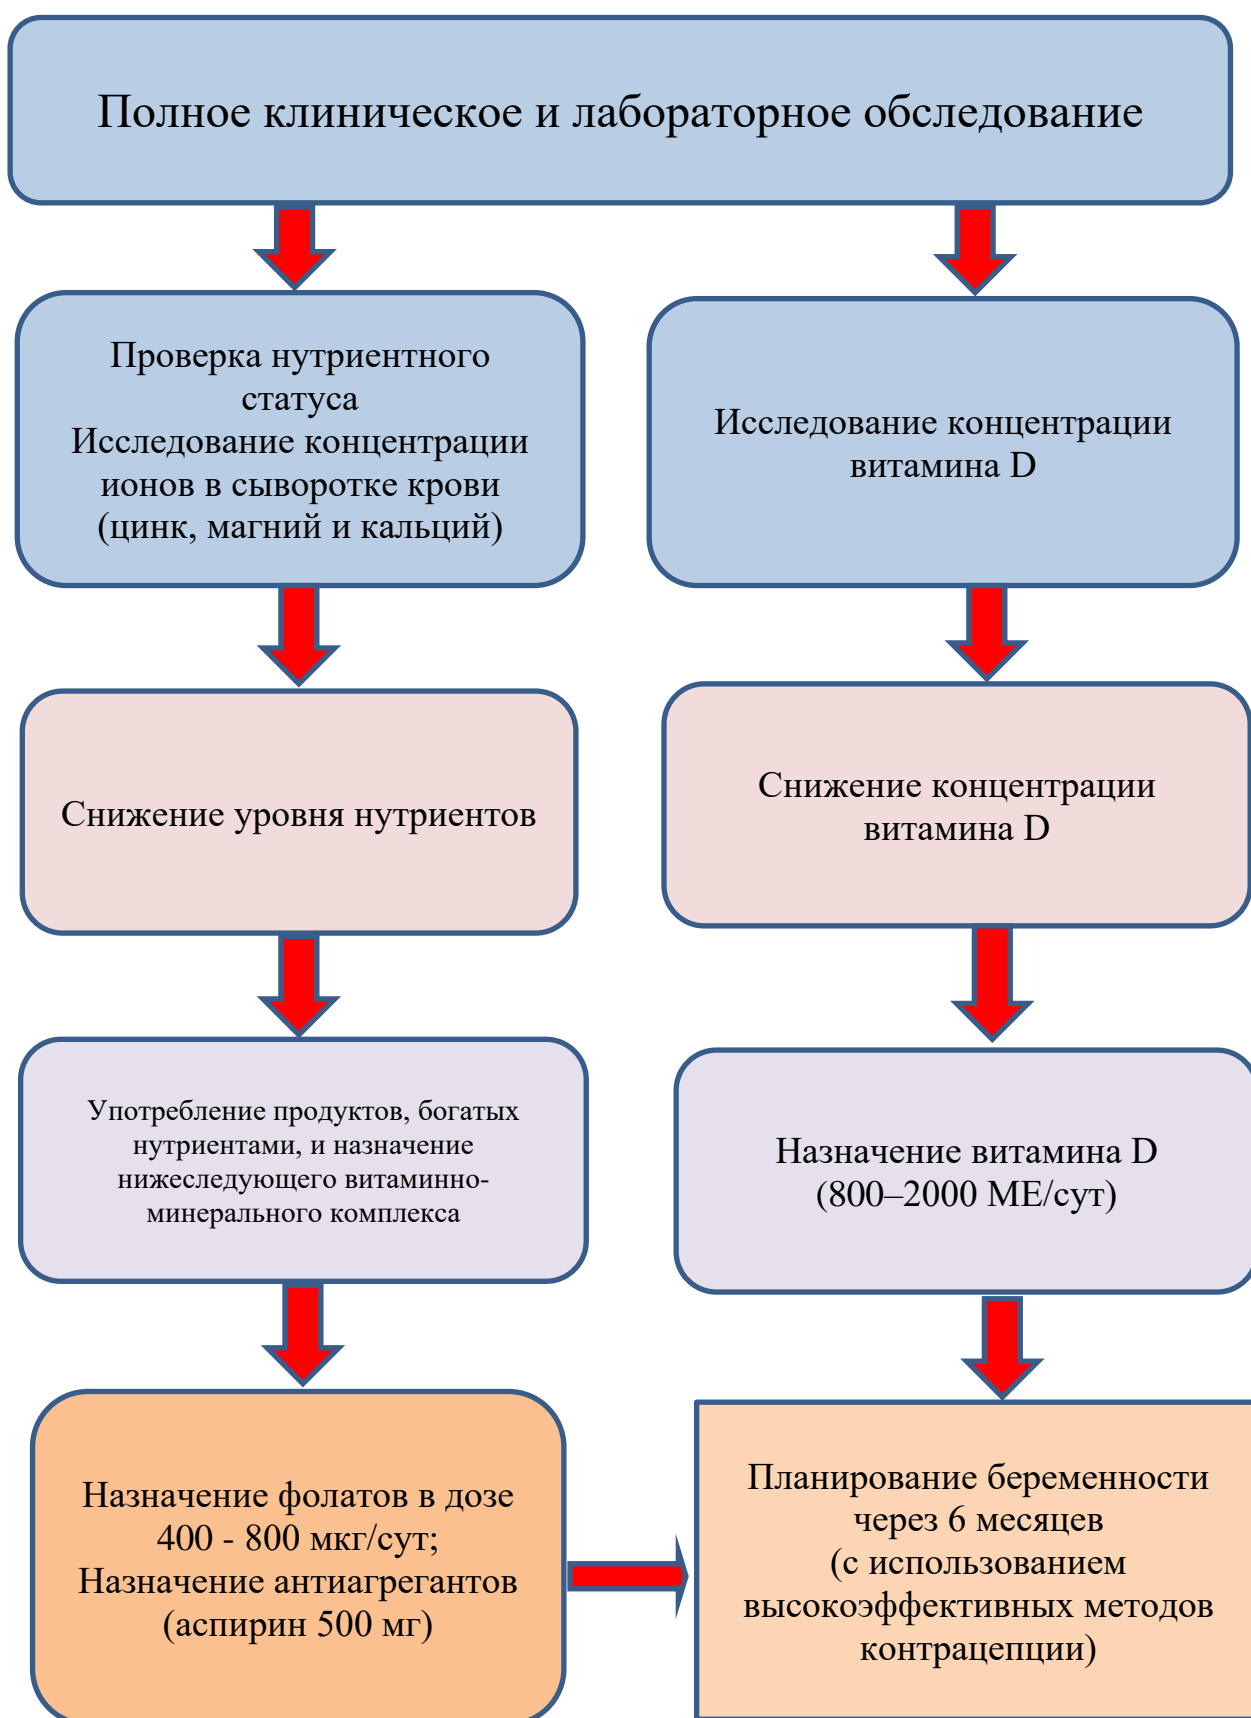 Полное клиническое и лабораторное обследование
Проверка нутриентного
статуса
Исследование концентрации
ионов в сыворотке крови
(цинк, магний и кальций)
Исследование концентрации
витамина D
Снижение уровня нутриентов
Снижение концентрации
витамина D
Употребление продуктов, богатых
нутриентами, и назначение
нижеследующего витаминно-
минерального комплекса
Назначение витамина D
(800–2000 МЕ/сут)
Назначение фолатов в дозе
400 - 800 мкг/сут;
Назначение антиагрегантов
(аспирин 500 мг)
Планирование беременности
через 6 месяцев
(с использованием
высокоэффективных методов
контрацепции)